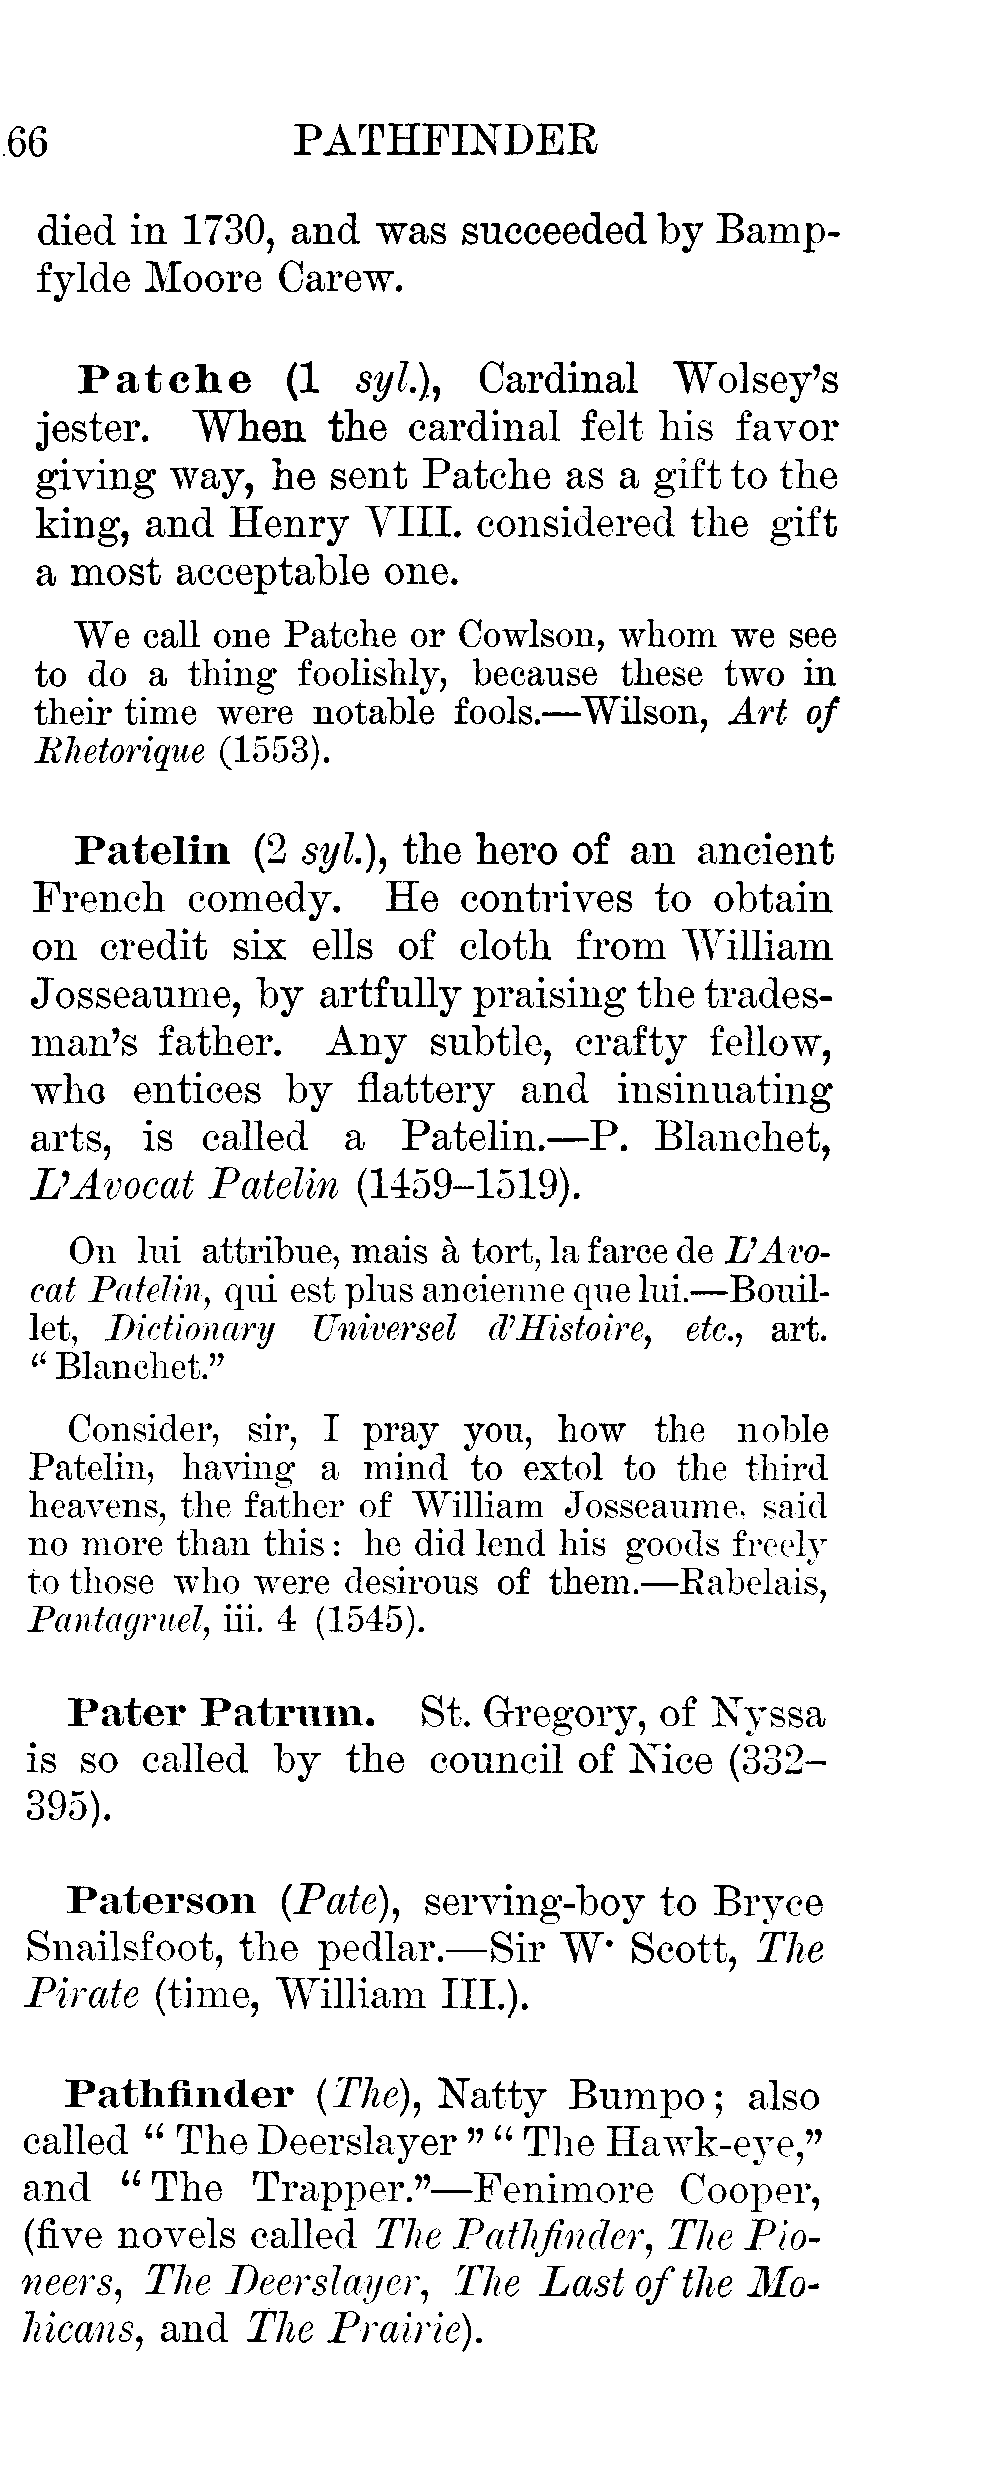 .66 PATHFINDER
died in 1730, and was succeeded by Bamp-
fylde Moore Carew.
Patche (1 syl.), Cardinal Wolsey's
jester. When the cardinal felt his favor
giving way, he sent Patche as a gift to the
king, and Henry VIII. considered the gift
a most acceptable one.
We call one Patche or Cowlson, whom we see
to do a thing foolishly, because these two in
their time were notable fools.—Wilson, Art of
Rhetorique (1553).
Patelin (2 syl.), the hero of an ancient
French comedy. He contrives to obtain
on credit six ells of cloth from William
Josseaume, by artfully praising the trades-
man's father. Any subtle, crafty fellow,
who entices by flattery and insinuating
arts, is called a Patelin.—P. Blanchet,
L'Avocat Patelin (1459–1519).
On lui attribue, mais à tort, la farce de L'Avo-
cat Patelin, qui est plus ancienne que lui.—Bouil-
let, Dictionary Universel d'Histoire, etc., art.
“Blanchet.”
Consider, sir, I pray you, how the noble
Patelin, having a mind to extol to the third
heavens, the father of William Josseaume, said
no more than this: he did lend his goods freely
to those who were desirous of them.—Rabelais,
Pantagruel, iii. 4 (1545).
Pater Patrum. St. Gregory, of Nyssa
is so called by the council of Nice (332–
395).
Paterson (Pate), serving-boy to Bryce
Snailsfoot, the pedlar.—Sir W· Scott, The
Pirate (time, William III.).
Pathfinder (The), Natty Bumpo; also
called “The Deerslayer” “The Hawk-eye,”
and “The Trapper.”—Fenimore Cooper,
(five novels called The Pathfinder, The Pio-
neers, The Deerslayer, The Last of the Mo-
hicans, and The Prairie).